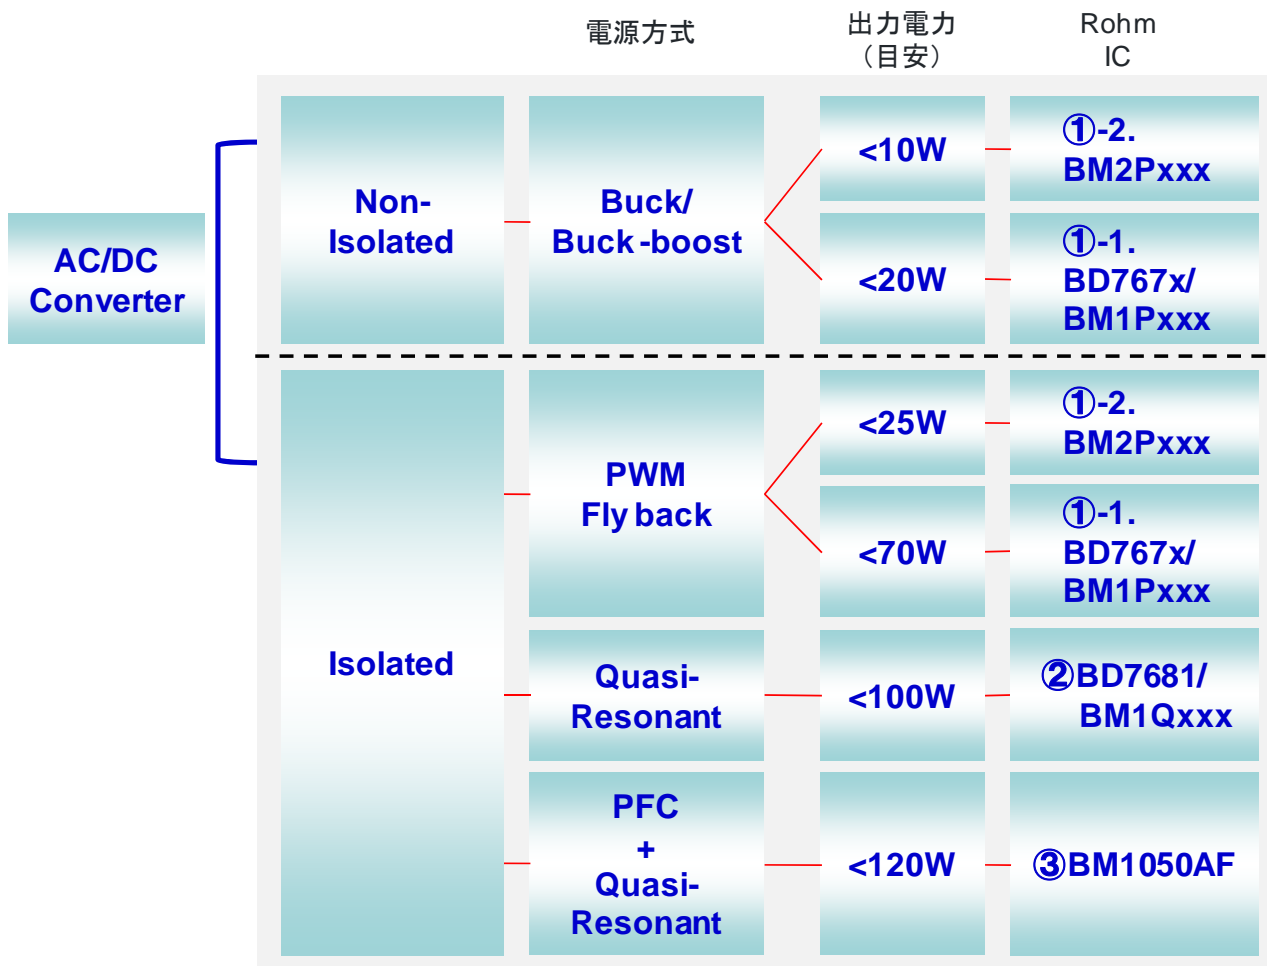 電源方式
出力電力
（目安）
Rohm
IC
AC/DC
Converter
Non-
Isolated
Buck/
Buck-boost
<10W
①-2.
BM2Pxxx
<20W
①-1.
BD767x/
BM1Pxxx
Isolated
PWM
Fly back
<25W
①-2.
BM2Pxxx
<70W
①-1.
BD767x/
BM1Pxxx
Quasi-
Resonant
<100W
②BD7681/
BM1Qxxx
PFC
+
Quasi-
Resonant
<120W
③BM1050AF